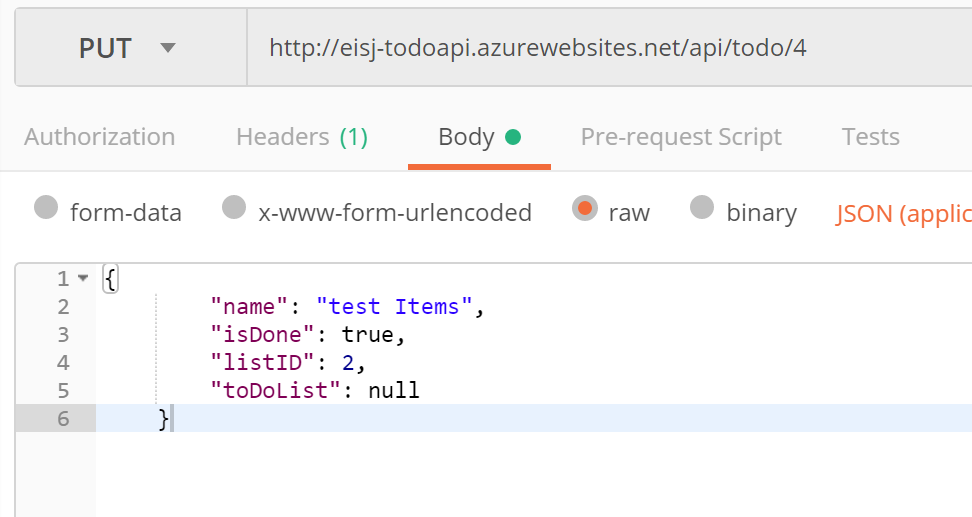 PUT http://eisj-todoapi.azurewebsites.net/api/todo/4
Authorization Headers (1) Body Pre-request Script Tests
form-data x-www-form-urlencoded raw binary JSON (applic
1 {
2 "name": "test Items",
3 "isDone": true,
4 "listID": 2,
5 "toDoList": null
6 }